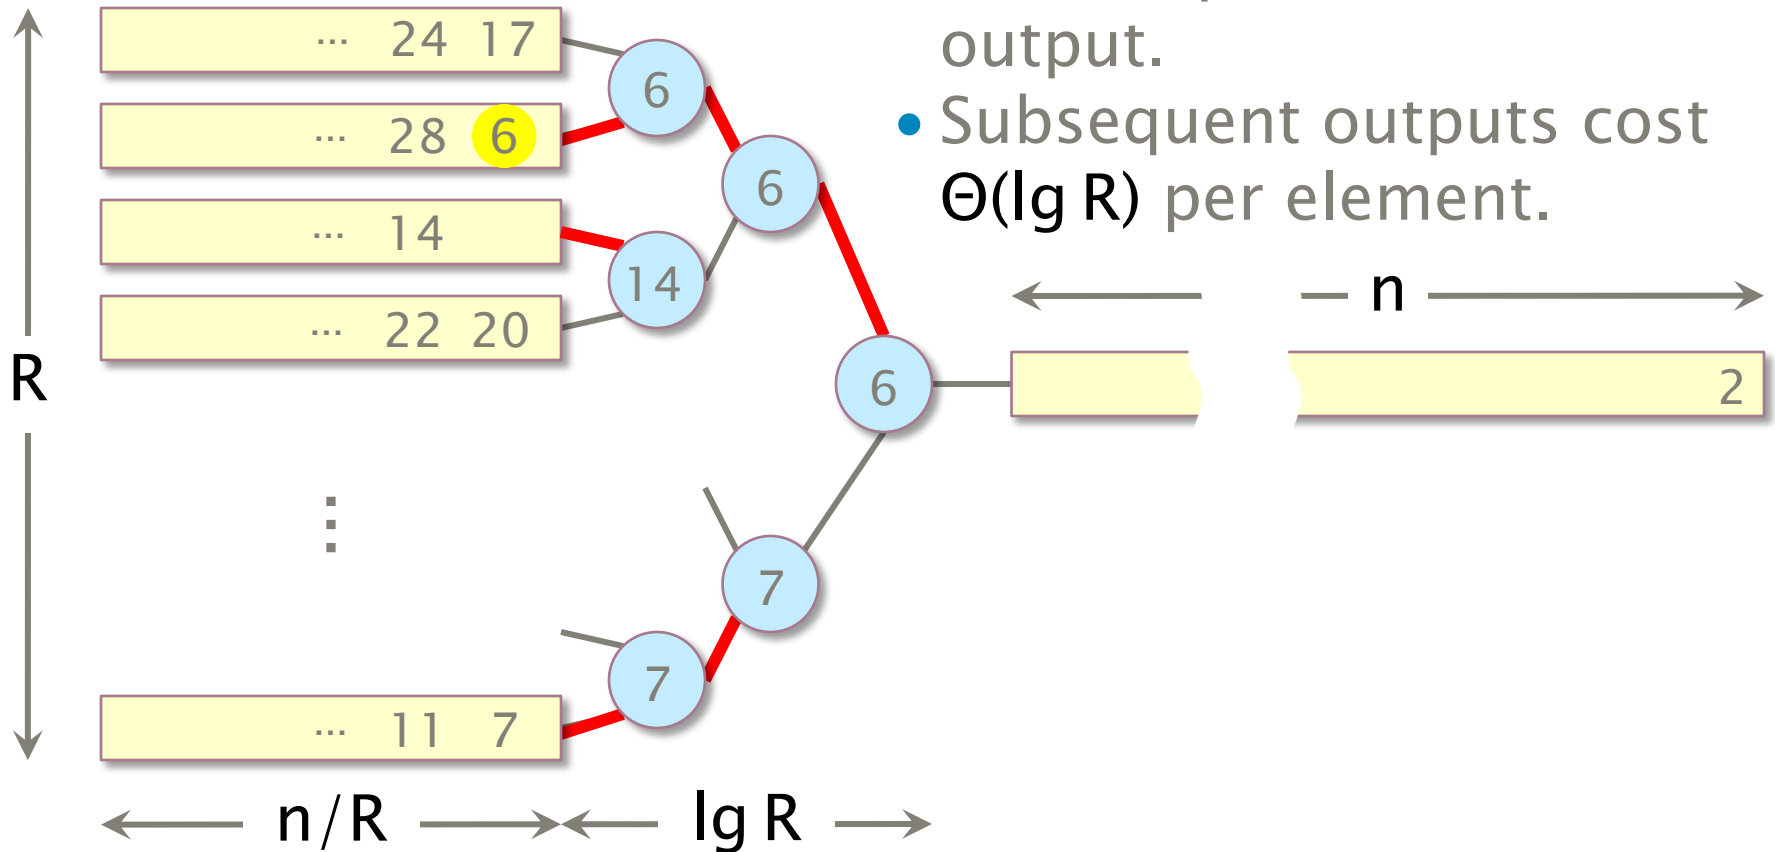 output.
• Subsequent outputs cost
Θ(lg R) per element.
... 24 17
... 28 6
... 14
... 22 20
... 11 7
6
14
7
6
7
6
2
R
n/R
lg R
n